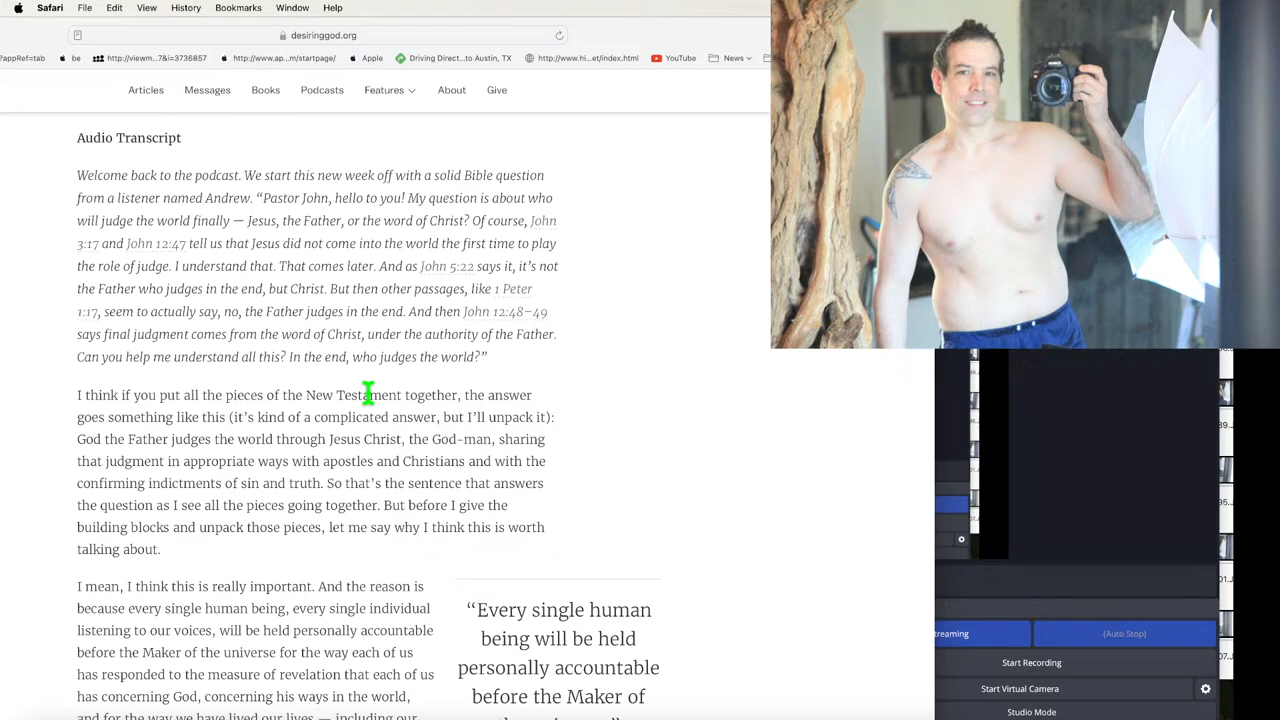 Safari File Edit View History Bookmarks Window Help
desiringgod.org
?appRef=tab be http://viewm...7&i=3736857 http://www.ap...m/startpage/ Apple Driving Direct...to Austin, TX http://www.hi...et/index.html YouTube News
Articles Messages Books Podcasts Features About Give
Audio Transcript
Welcome back to the podcast. We start this new week off with a solid Bible question
from a listener named Andrew. “Pastor John, hello to you! My question is about who
will judge the world finally — Jesus, the Father, or the word of Christ? Of course, John
3:17 and John 12:47 tell us that Jesus did not come into the world the first time to play
the role of judge. I understand that. That comes later. And as John 5:22 says it, it’s not
the Father who judges in the end, but Christ. But then other passages, like 1 Peter
1:17, seem to actually say, no, the Father judges in the end. And then John 12:48–49
says final judgment comes from the word of Christ, under the authority of the Father.
Can you help me understand all this? In the end, who judges the world?”
I think if you put all the pieces of the New Testament together, the answer
goes something like this (it’s kind of a complicated answer, but I’ll unpack it):
God the Father judges the world through Jesus Christ, the God-man, sharing
that judgment in appropriate ways with apostles and Christians and with the
confirming indictments of sin and truth. So that’s the sentence that answers
the question as I see all the pieces going together. But before I give the
building blocks and unpack those pieces, let me say why I think this is worth
talking about.
I mean, I think this is really important. And the reason is
because every single human being, every single individual
listening to our voices, will be held personally accountable
before the Maker of the universe for the way each of us
has responded to the measure of revelation that each of us
has concerning God, concerning his ways in the world,
and for the way we have lived our lives, including our
“Every single human
being will be held
personally accountable
before the Maker of
treaming (Auto Stop)
Start Recording
Start Virtual Camera
Studio Mode